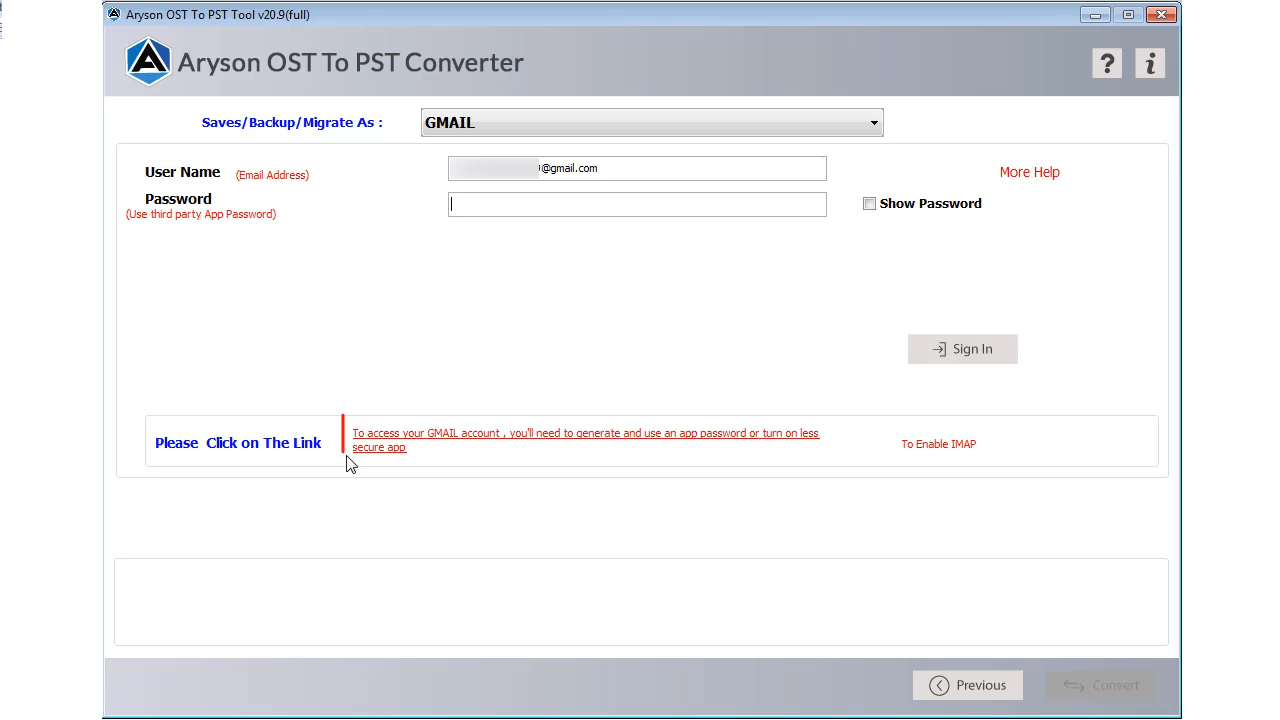 Aryson OST To PST Tool v20.9(full)
Aryson OST To PST Converter
? i
Saves/Backup/Migrate As :
GMAIL
User Name (Email Address)
@gmail.com
More Help
Password
(Use third party App Password)
Show Password
Sign In
Please Click on The Link
To access your GMAIL account , you'll need to generate and use an app password or turn on less
secure app
To Enable IMAP
Previous
Convert